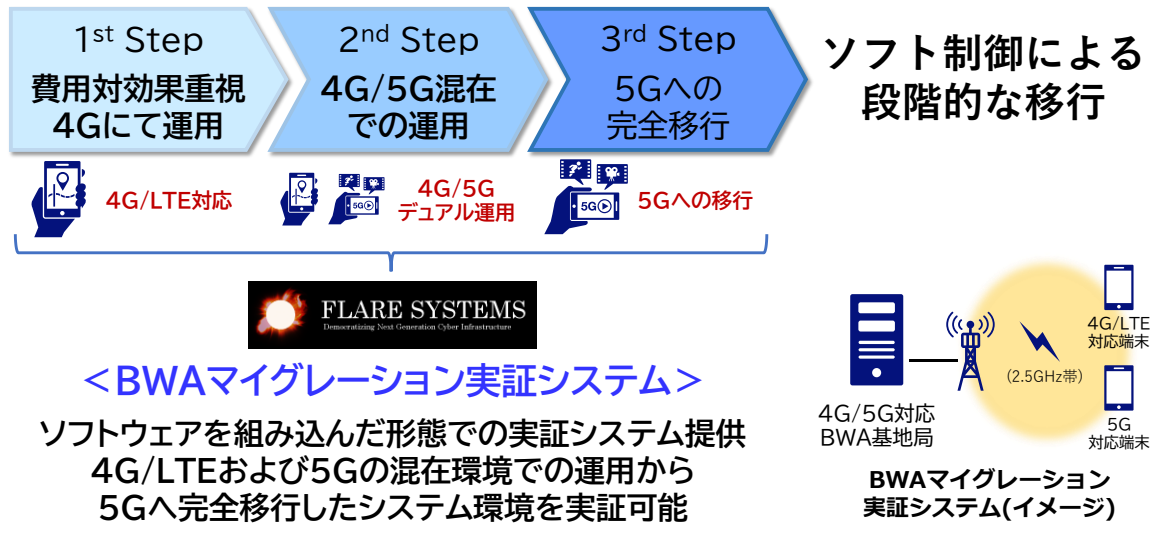 1st Step
費用対効果重視
4Gにて運用
2nd Step
4G/5G混在
での運用
3rd Step
5Gへの
完全移行
ソフト制御による
段階的な移行
4G/LTE対応
5G
4G/5G
デュアル運用
5G
5Gへの移行
FLARE SYSTEMS
Democratizing Next Generation Cyber Infrastructure
＜BWAマイグレーション実証システム＞
ソフトウェアを組み込んだ形態での実証システム提供
4G/LTEおよび5Gの混在環境での運用から
5Gへ完全移行したシステム環境を実証可能
4G/LTE
対応端末
(2.5GHz帯)
4G/5G対応
BWA基地局
5G
対応端末
BWAマイグレーション
実証システム(イメージ)